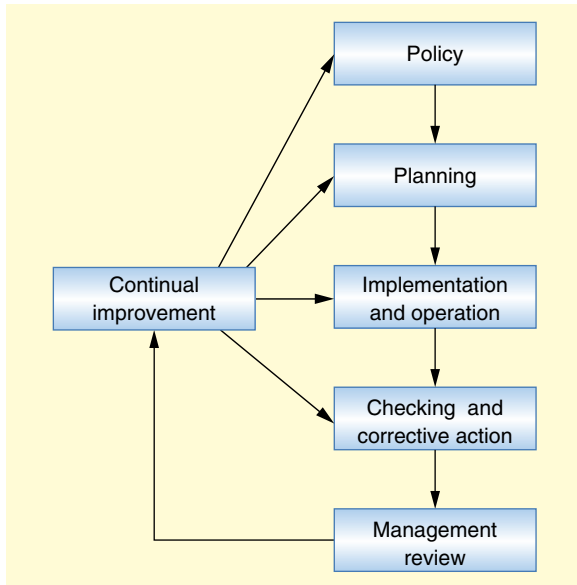 Policy
Planning
Continual
improvement
Implementation
and operation
Checking and
corrective action
Management
review